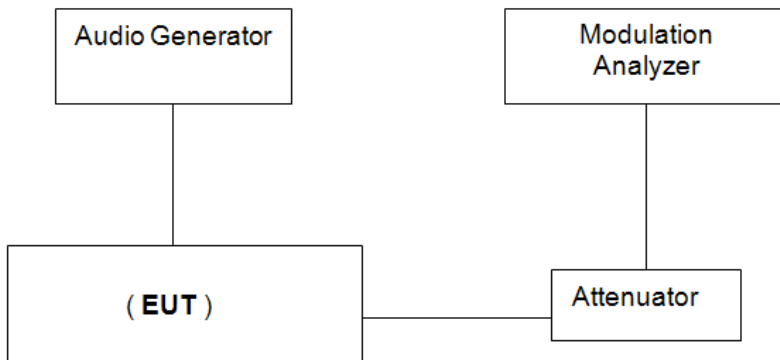 Audio Generator
Modulation
Analyzer
( EUT )
Attenuator